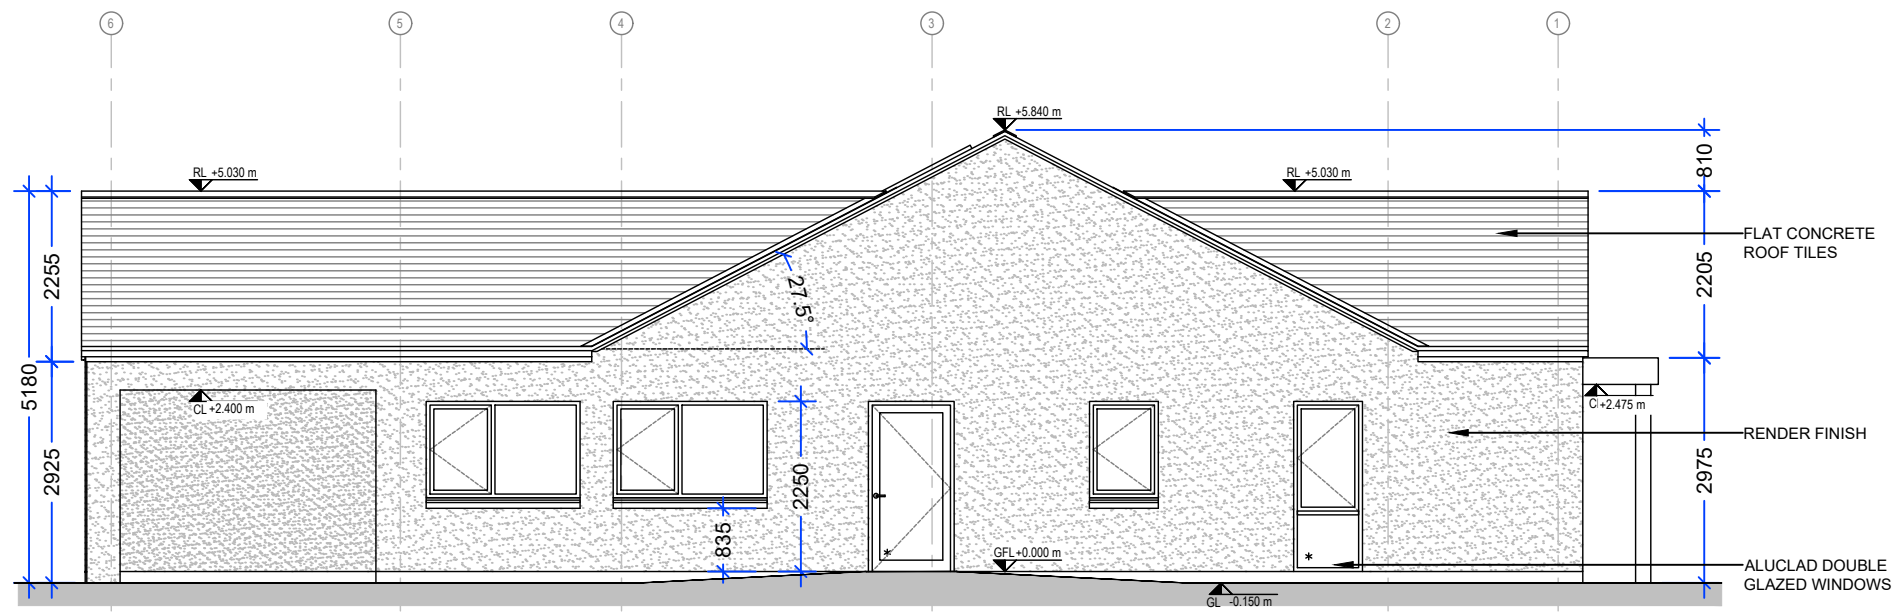 6
5
4
3
2
1
RL +5.840 m
RL +5.030 m
RL +5.030 m
810
FLAT CONCRETE
ROOF TILES
2255
27.5°
2205
5180
CL +2.400 m
+2.475 m
RENDER FINISH
2925
2250
2975
835
GFL +0.000 m
ALUCLAD DOUBLE
GLAZED WINDOWS
GL -0.150 m